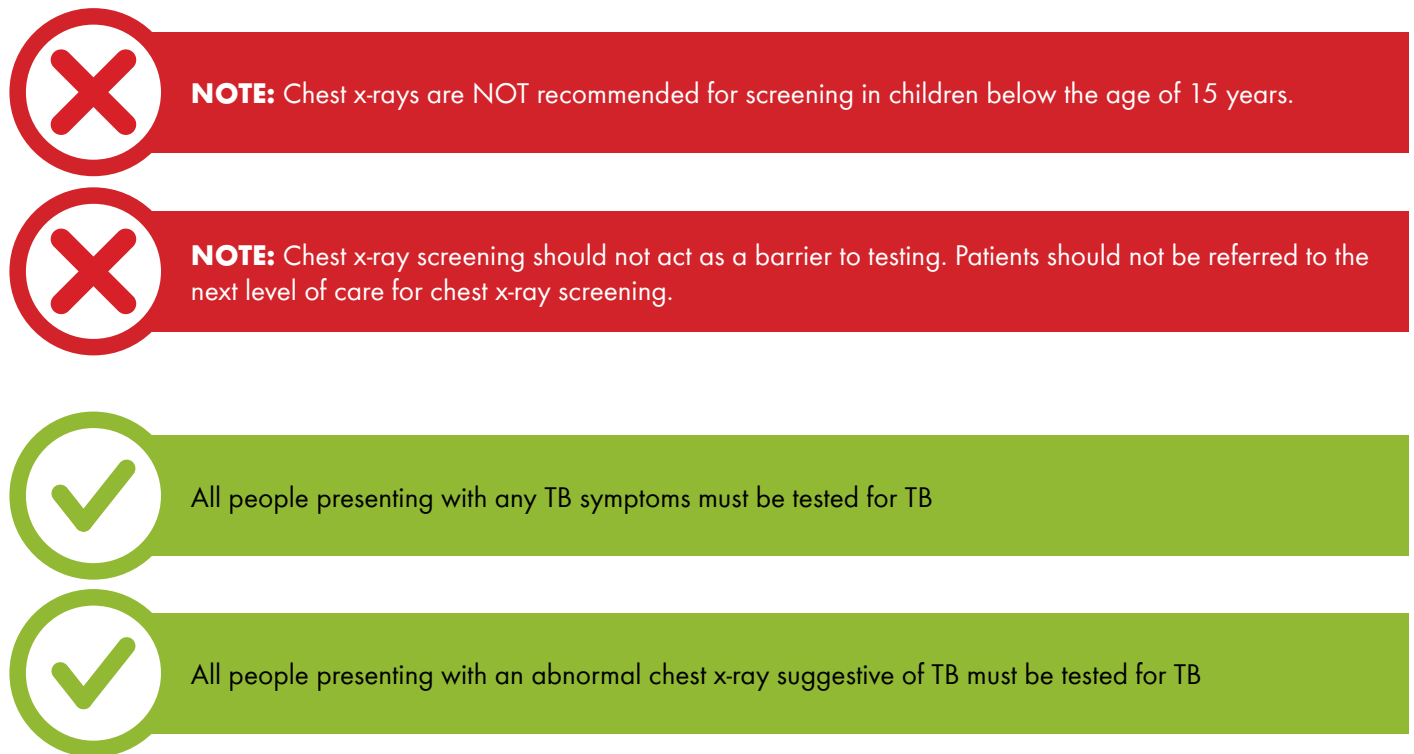 NOTE: Chest x-rays are NOT recommended for screening in children below the age of 15 years.
NOTE: Chest x-ray screening should not act as a barrier to testing. Patients should not be referred to the
next level of care for chest x-ray screening.
All people presenting with any TB symptoms must be tested for TB
All people presenting with an abnormal chest x-ray suggestive of TB must be tested for TB